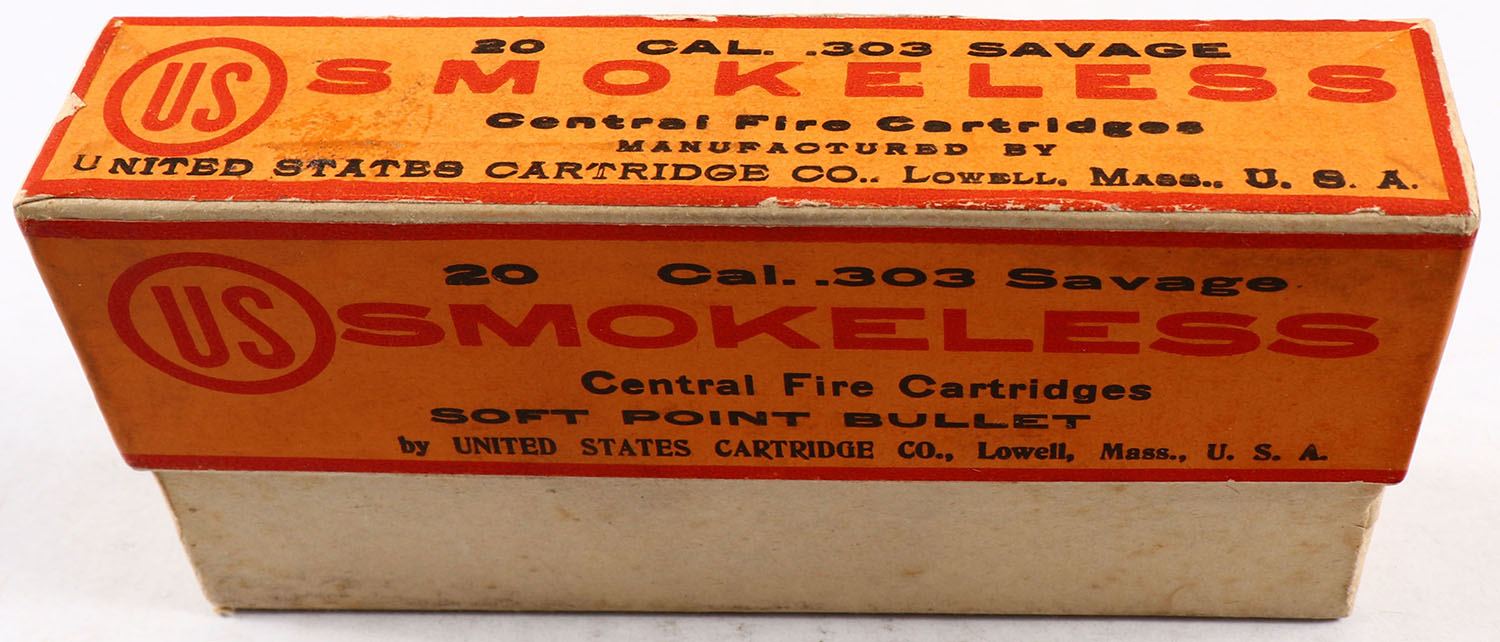 US
20 CAL. .303 SAVAGE
SMOKELESS
Central Fire Cartridges
MANUFACTURED BY
UNITED STATES CARTRIDGE CO., LOWELL, MASS., U. S. A.
US
20 Cal. .303 Savage
SMOKELESS
Central Fire Cartridges
SOFT POINT BULLET
by UNITED STATES CARTRIDGE CO., Lowell, Mass., U. S. A.